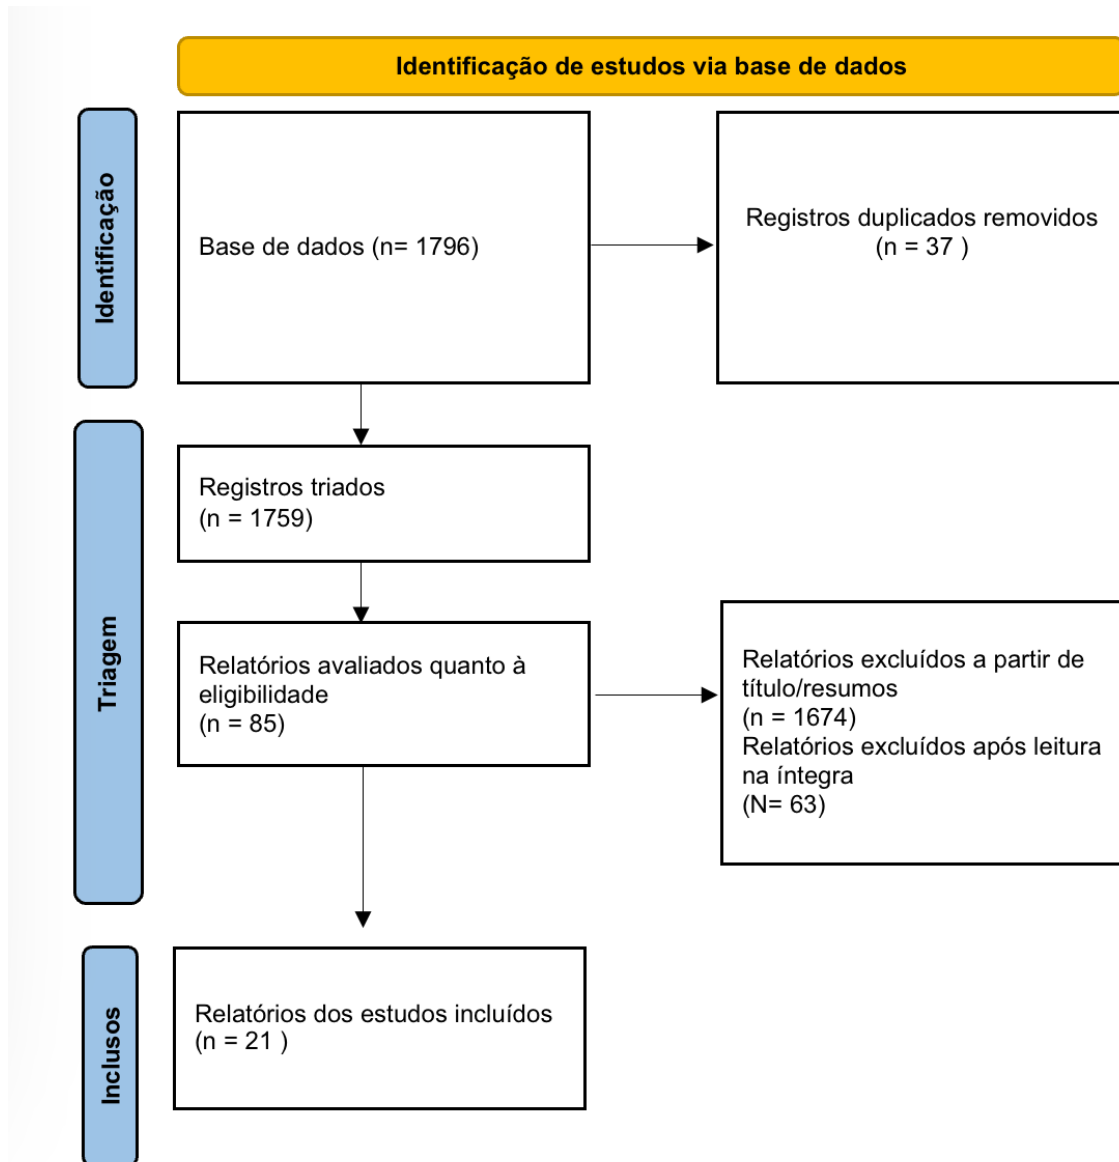 Identificação de estudos via base de dados
Identificação
Base de dados (n= 1796)
Registros duplicados removidos
(n = 37 )
Triagem
Registros triados
(n = 1759)
Relatórios avaliados quanto à
eligibilidade
(n = 85)
Relatórios excluídos a partir de
título/resumos
(n = 1674)
Relatórios excluídos após leitura
na íntegra
(N= 63)
Inclusos
Relatórios dos estudos incluídos
(n = 21 )